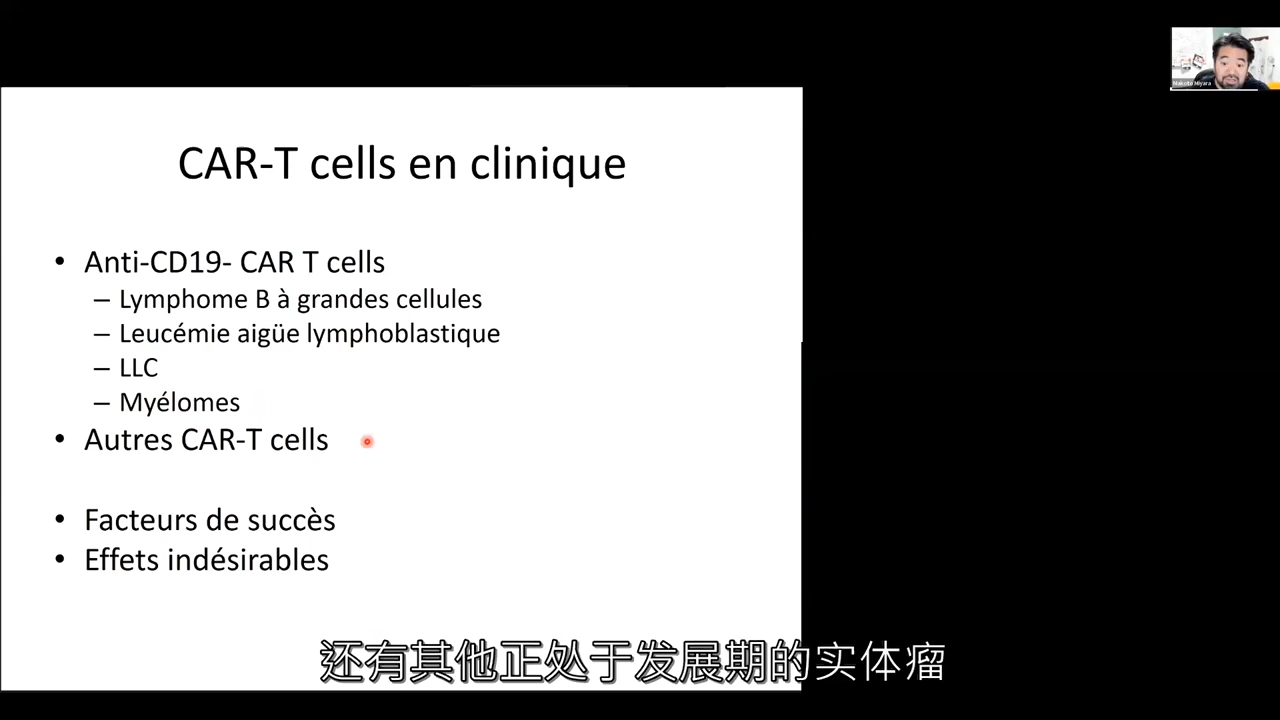 Makoto Miyara
CAR-T cells en clinique
• Anti-CD19- CAR T cells
– Lymphome B à grandes cellules
– Leucémie aigüe lymphoblastique
– LLC
– Myélomes
• Autres CAR-T cells
• Facteurs de succès
• Effets indésirables
还有其他正处于发展期的实体瘤